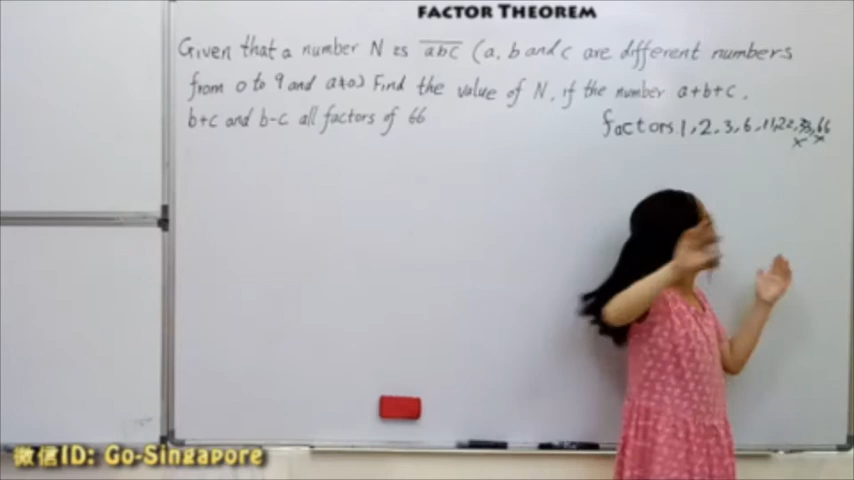 FACTOR THEOREM
Given that a number N is abc (a, b and c are different numbers
from 0 to 9 and a≠0) Find the value of N, if the number a+b+c,
b+c and b-c all factors of 66
factors 1, 2, 3, 6, 11, 22, 33, 66
x x
微信ID: Go-Singapore